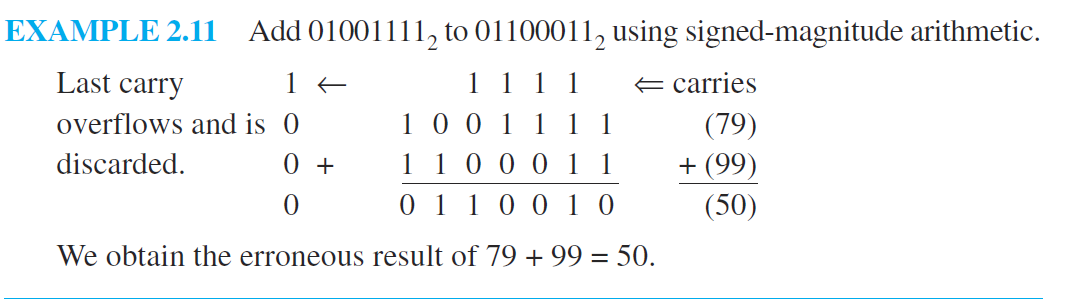 EXAMPLE 2.11 Add 01001111₂ to 01100011₂ using signed-magnitude arithmetic.
Last carry 1 ← 1 1 1 1 ⇐ carries
overflows and is 0 1 0 0 1 1 1 1 (79)
discarded. 0 + 1 1 0 0 0 1 1 + (99)
0 0 1 1 0 0 1 0 (50)
We obtain the erroneous result of 79 + 99 = 50.